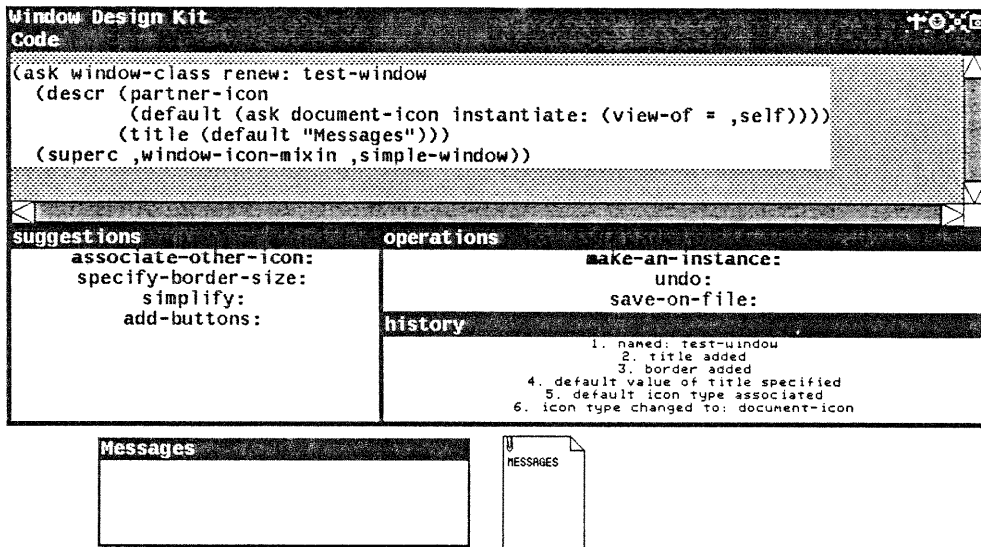 Window Design Kit
Code
(ask window-class renew: test-window
(descr (partner-icon
(default (ask document-icon instantiate: (view-of = ,self))))
(title (default "Messages")))
(superc ,window-icon-mixin ,simple-window))
suggestions
associate-other-icon:
specify-border-size:
simplify:
add-buttons:
operations
make-an-instance:
undo:
save-on-file:
history
1. named: test-window
2. title added
3. border added
4. default value of title specified
5. default icon type associated
6. icon type changed to: document-icon
Messages
MESSAGES